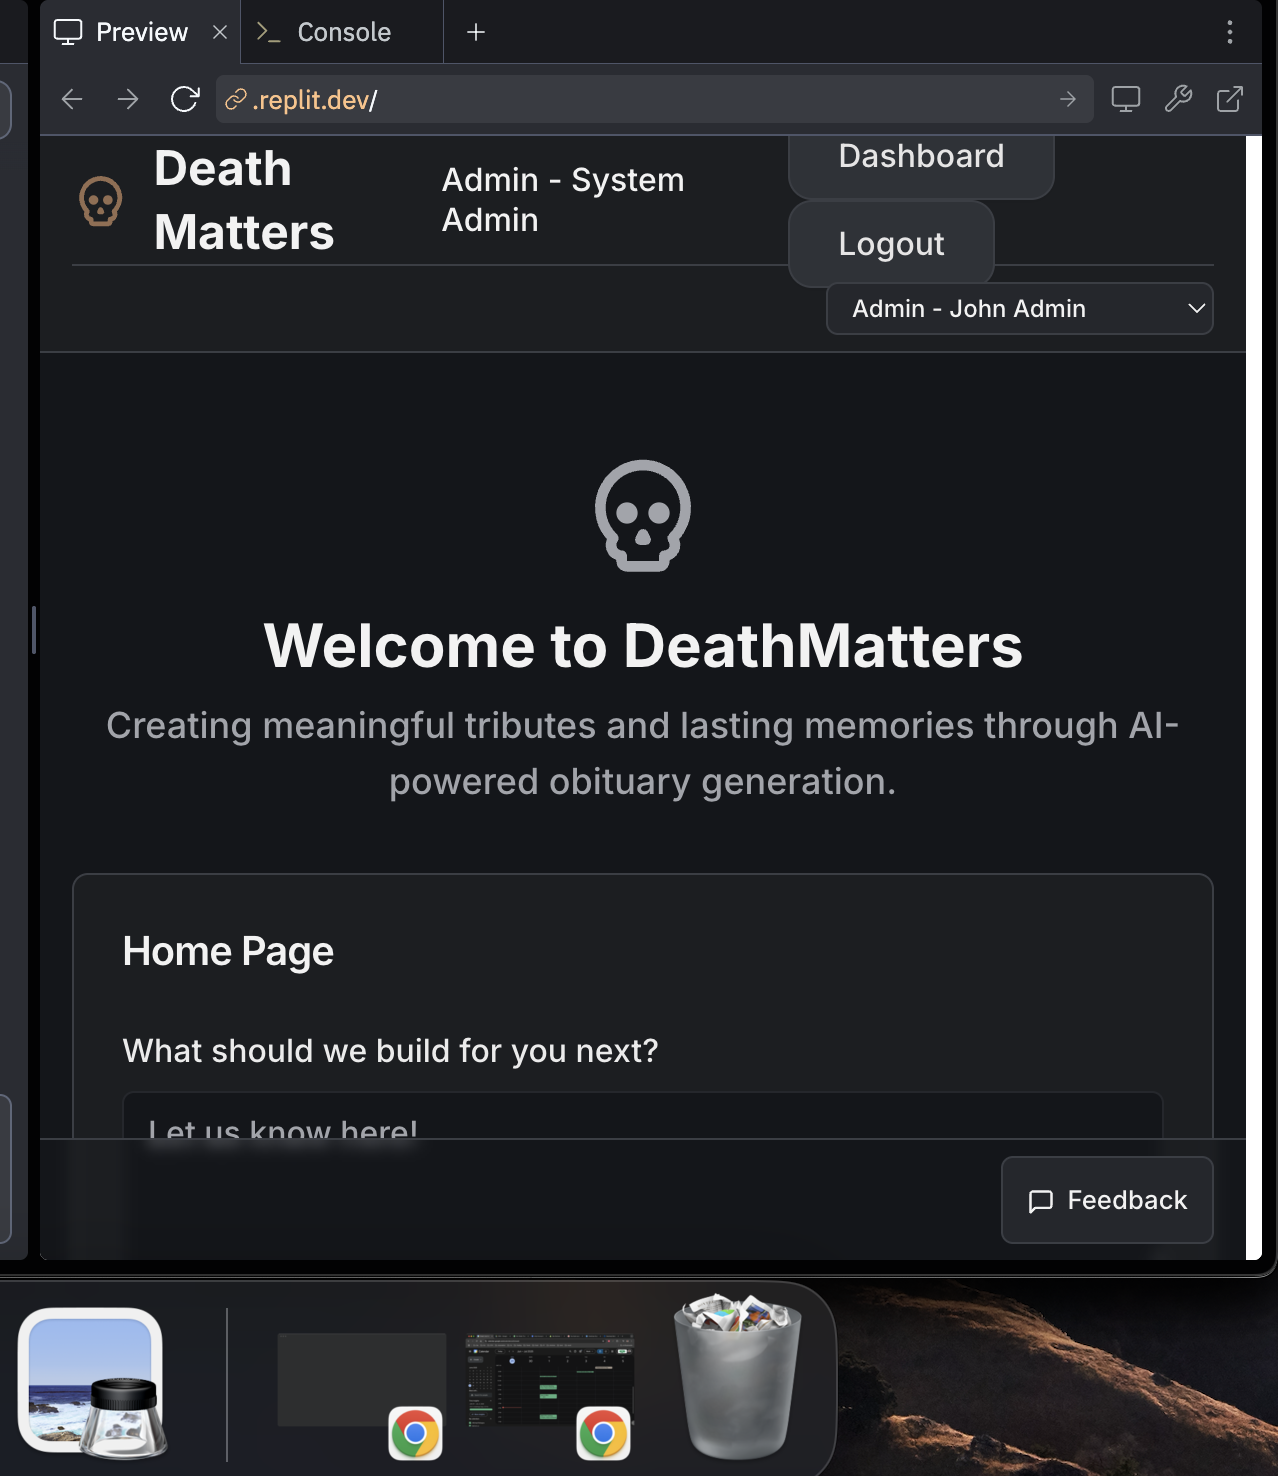 Preview
Console
.replit.dev/
Death
Matters
Admin - System
Admin
Dashboard
Logout
Admin - John Admin
Welcome to DeathMatters
Creating meaningful tributes and lasting memories through AI-
powered obituary generation.
Home Page
What should we build for you next?
Let us know here!
Feedback